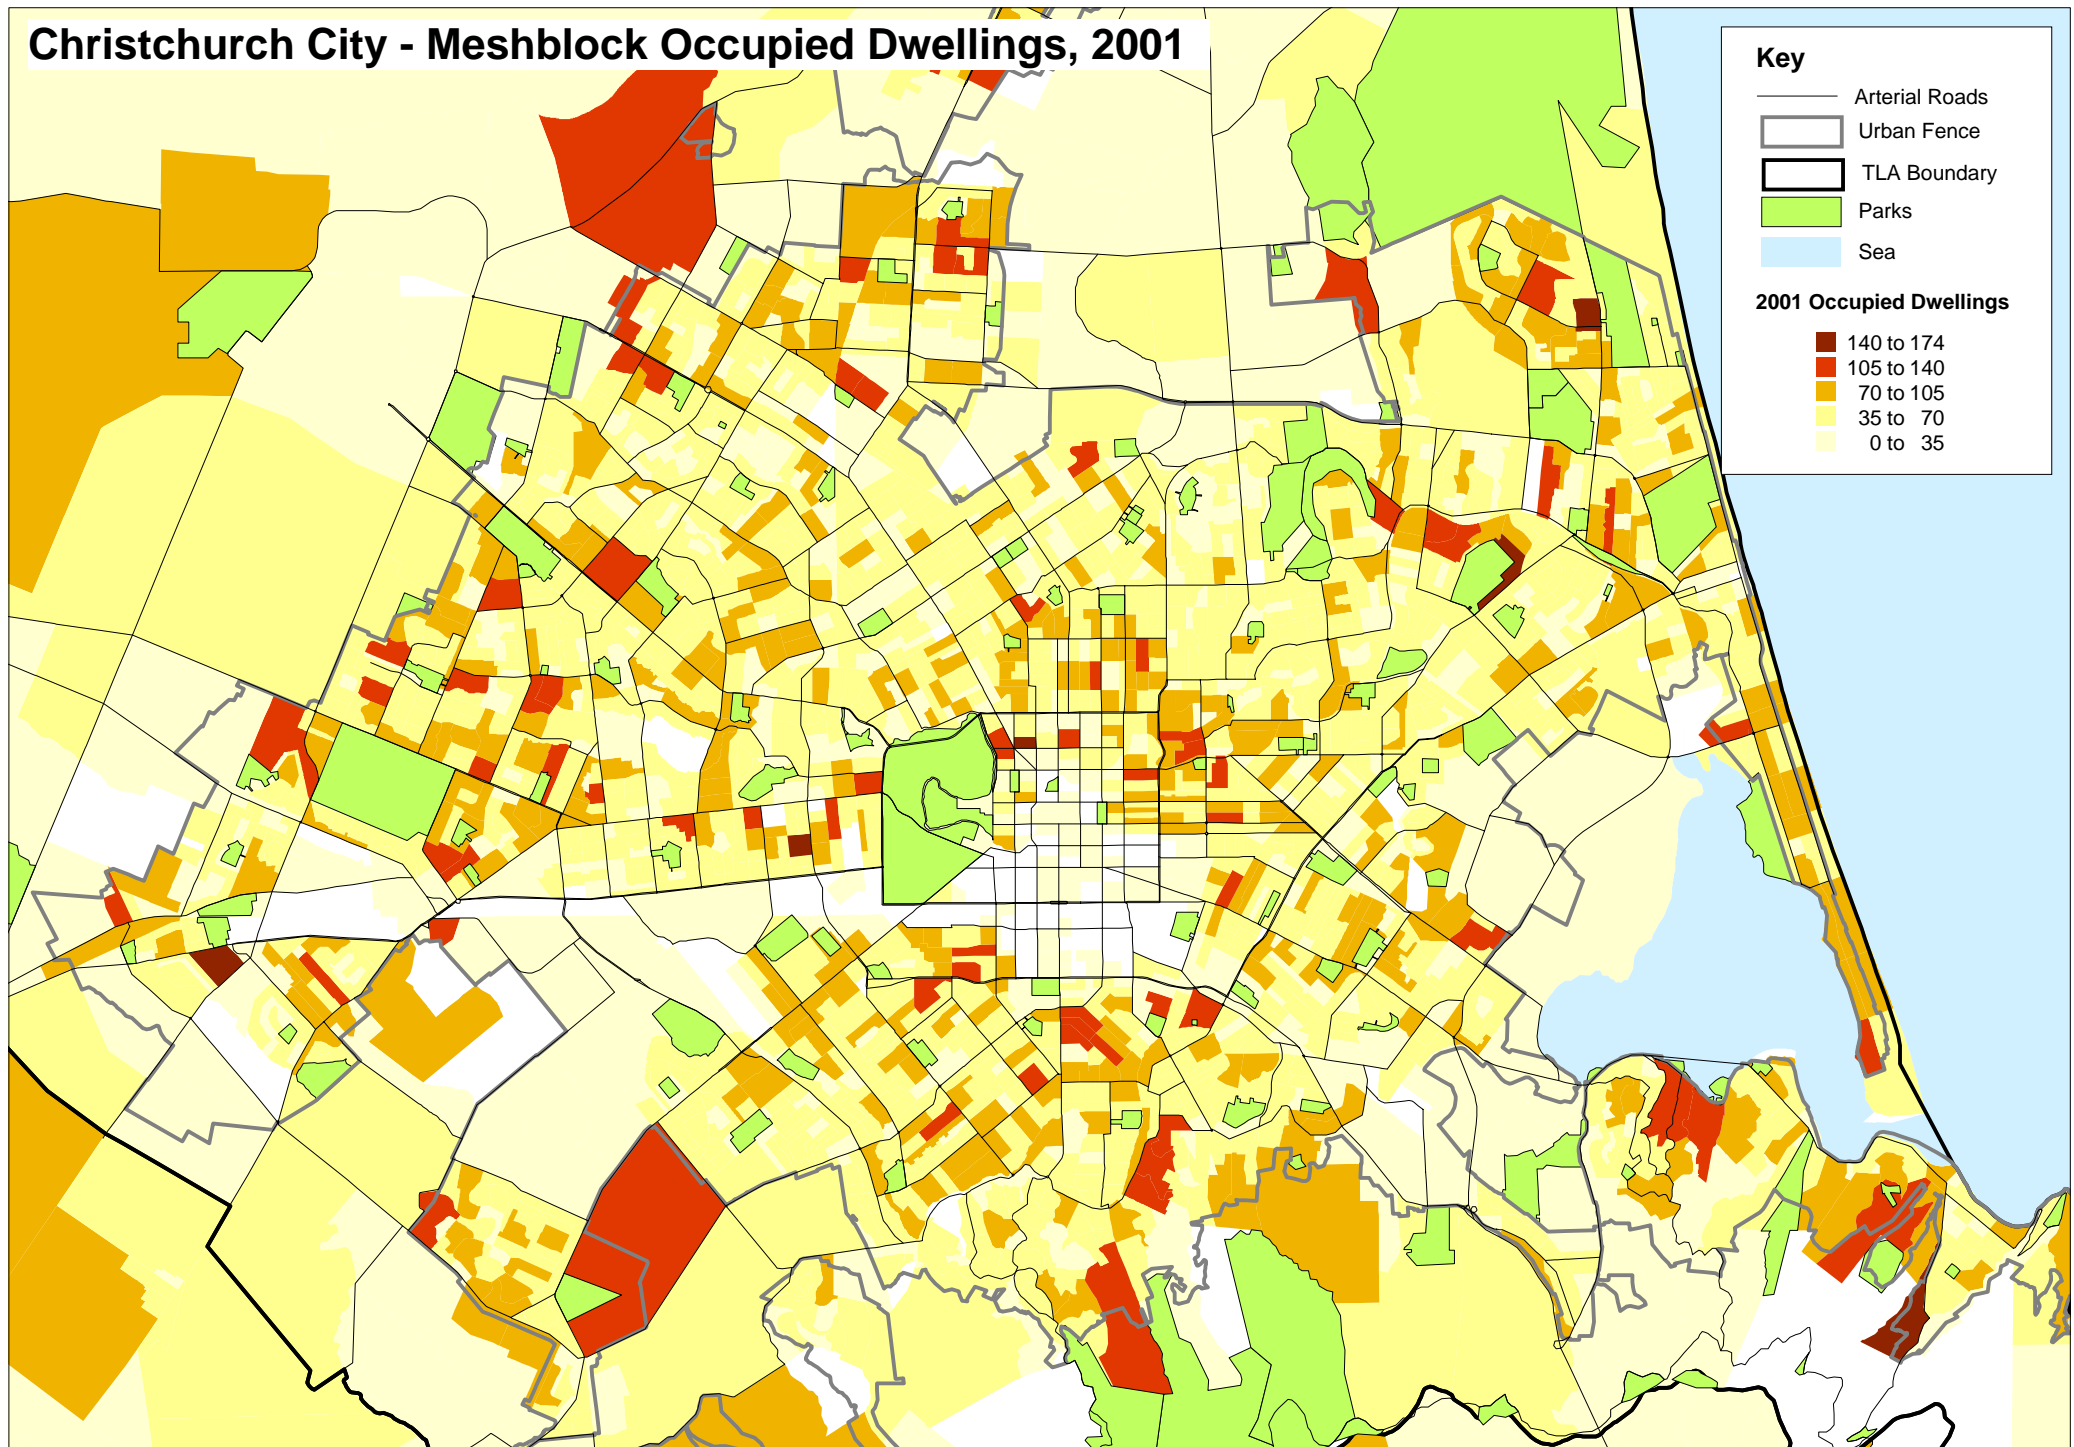 Christchurch City - Meshblock Occupied Dwellings, 2001
Key
Arterial Roads
Urban Fence
TLA Boundary
Parks
Sea
2001 Occupied Dwellings
140 to 174
105 to 140
70 to 105
35 to 70
0 to 35